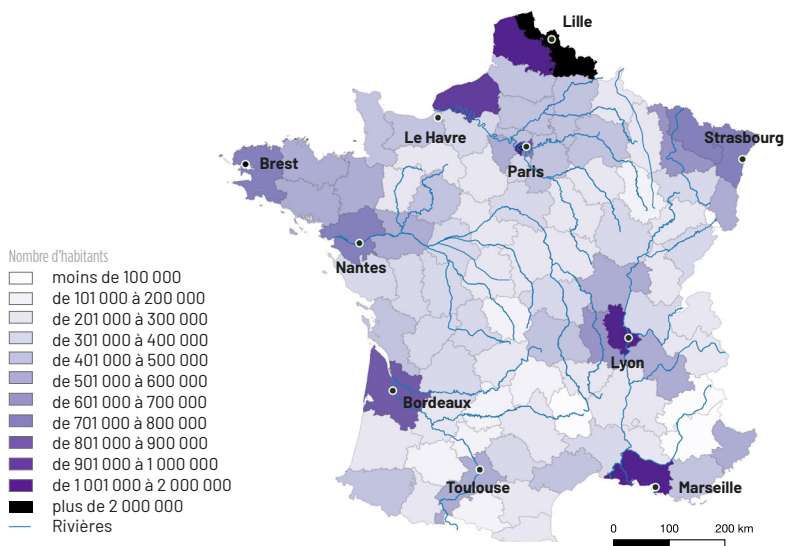 Lille
Le Havre
Strasbourg
Brest
Paris
Nantes
Nombre d'habitants
moins de 100 000
de 101 000 à 200 000
de 201 000 à 300 000
de 301 000 à 400 000
de 401 000 à 500 000
de 501 000 à 600 000
de 601 000 à 700 000
de 701 000 à 800 000
de 801 000 à 900 000
de 901 000 à 1 000 000
de 1 001 000 à 2 000 000
plus de 2 000 000
Rivières
Lyon
Bordeaux
Toulouse
Marseille
0 100 200 km